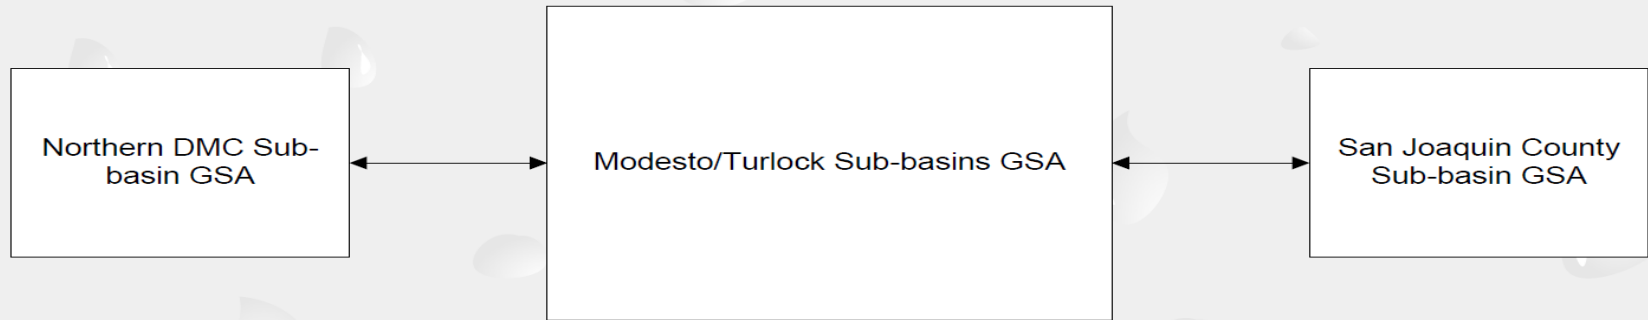 Northern DMC Sub-
basin GSA
Modesto/Turlock Sub-basins GSA
San Joaquin County
Sub-basin GSA